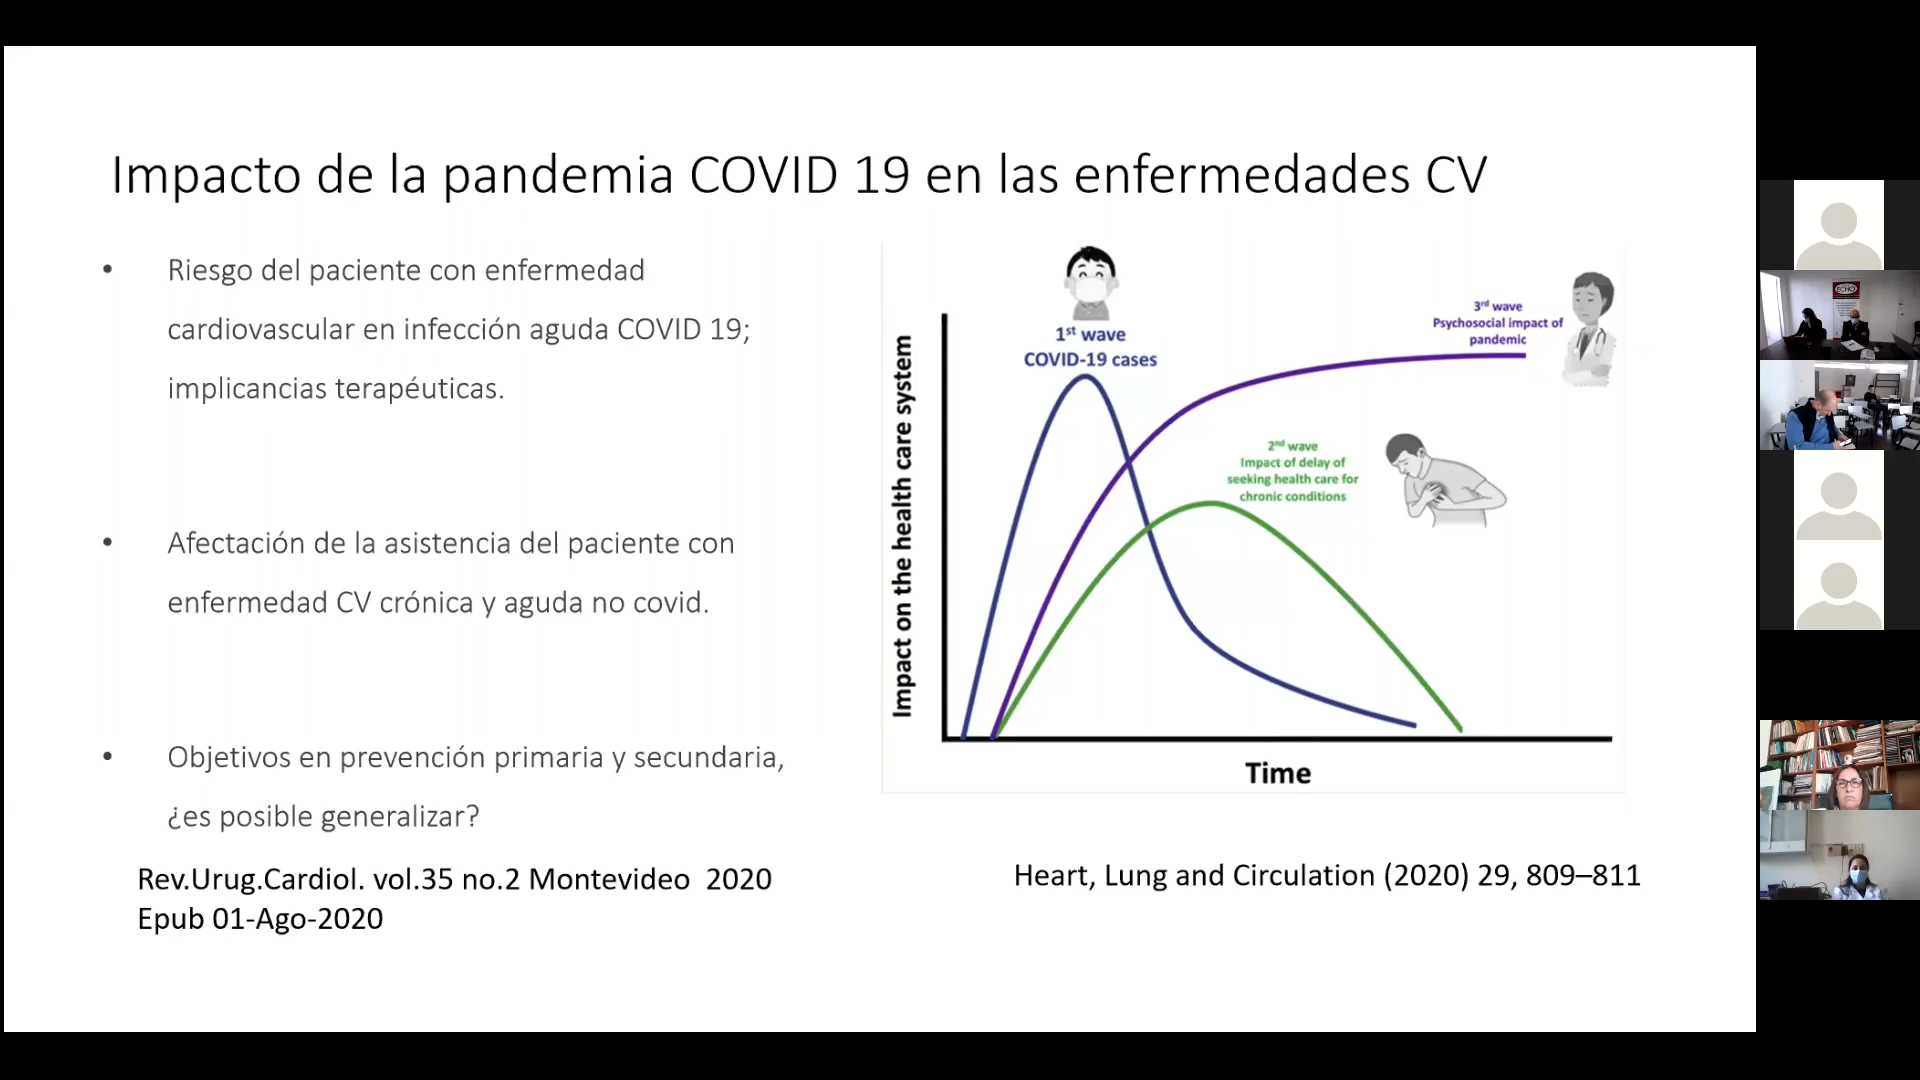 Impacto de la pandemia COVID 19 en las enfermedades CV
• Riesgo del paciente con enfermedad
cardiovascular en infección aguda COVID 19;
implicancias terapéuticas.
• Afectación de la asistencia del paciente con
enfermedad CV crónica y aguda no covid.
• Objetivos en prevención primaria y secundaria,
¿es posible generalizar?
Rev.Urug.Cardiol. vol.35 no.2 Montevideo 2020
Epub 01-Ago-2020
Impact on the health care system
1st wave
COVID-19 cases
3rd wave
Psychosocial impact of
pandemic
2nd wave
Impact of delay of
seeking health care for
chronic conditions
Time
Heart, Lung and Circulation (2020) 29, 809–811
ECHO